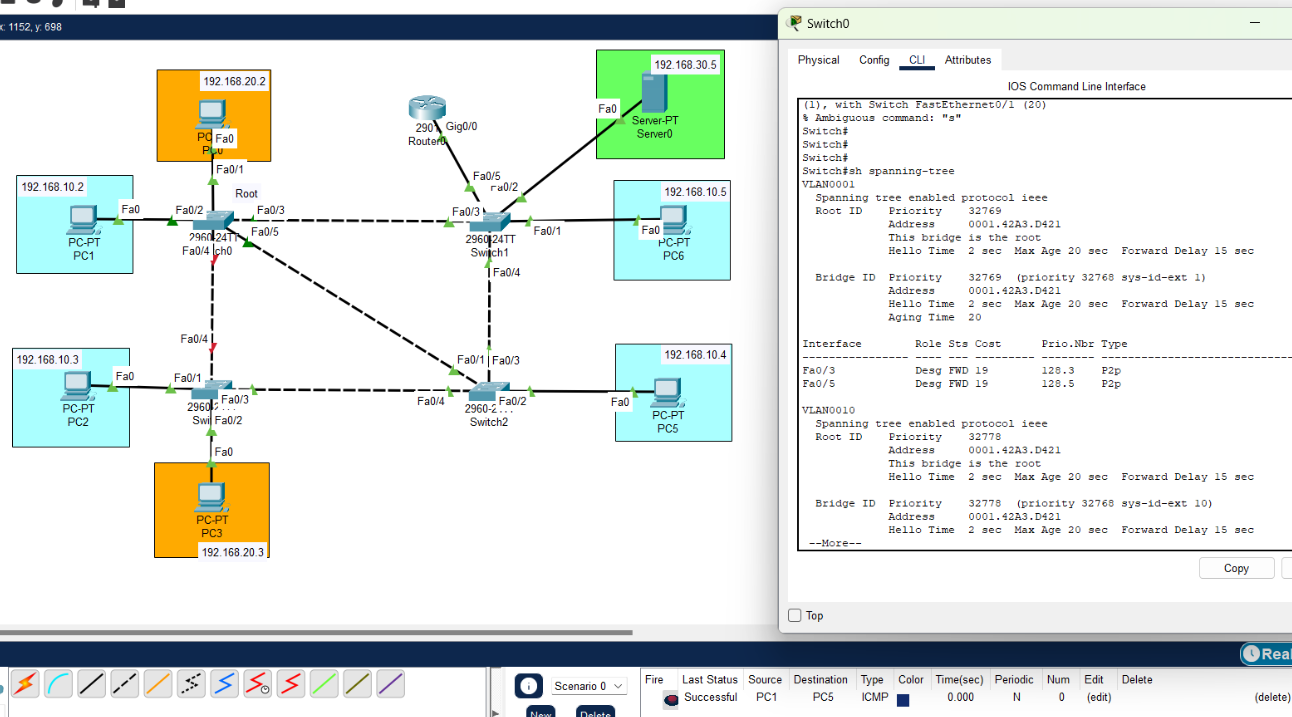 x: 1152, y: 698
192.168.20.2
Fa0
Fa0/1
192.168.10.2
Fa0
Fa0/2
PC-PT
PC1
Root
Fa0/3
Fa0/5
Fa0/4
Gig0/0
Fa0/5
Fa0/2
Fa0
192.168.30.5
Server-PT
Server0
Fa0/3
Fa0/1
Switch1
Fa0/4
192.168.10.5
Fa0
PC-PT
PC6
192.168.10.3
Fa0
Fa0/1
PC-PT
PC2
Fa0/4
Fa0/3
Fa0/2
Fa0
PC-PT
PC3
192.168.20.3
Fa0/1
Fa0/3
Fa0/4
Fa0/2
Switch2
192.168.10.4
Fa0
PC-PT
PC5
Switch0
Physical Config CLI Attributes
IOS Command Line Interface
(1), with Switch FastEthernet0/1 (20)
% Ambiguous command: "s"
Switch#
Switch#
Switch#
Switch#sh spanning-tree
VLAN0001
Spanning tree enabled protocol ieee
Root ID Priority 32769
Address 0001.42A3.D421
This bridge is the root
Hello Time 2 sec Max Age 20 sec Forward Delay 15 sec
Bridge ID Priority 32769 (priority 32768 sys-id-ext 1)
Address 0001.42A3.D421
Hello Time 2 sec Max Age 20 sec Forward Delay 15 sec
Aging Time 20
Interface Role Sts Cost Prio.Nbr Type
Fa0/3 Desg FWD 19 128.3 P2p
Fa0/5 Desg FWD 19 128.5 P2p
VLAN0010
Spanning tree enabled protocol ieee
Root ID Priority 32778
Address 0001.42A3.D421
This bridge is the root
Hello Time 2 sec Max Age 20 sec Forward Delay 15 sec
Bridge ID Priority 32778 (priority 32768 sys-id-ext 10)
Address 0001.42A3.D421
Hello Time 2 sec Max Age 20 sec Forward Delay 15 sec
--More--
Copy
Top
Scenario 0
New Delete
Fire Last Status Source Destination Type Color Time(sec) Periodic Num Edit Delete
Successful PC1 PC5 ICMP 0.000 N 0 (edit) (delete)